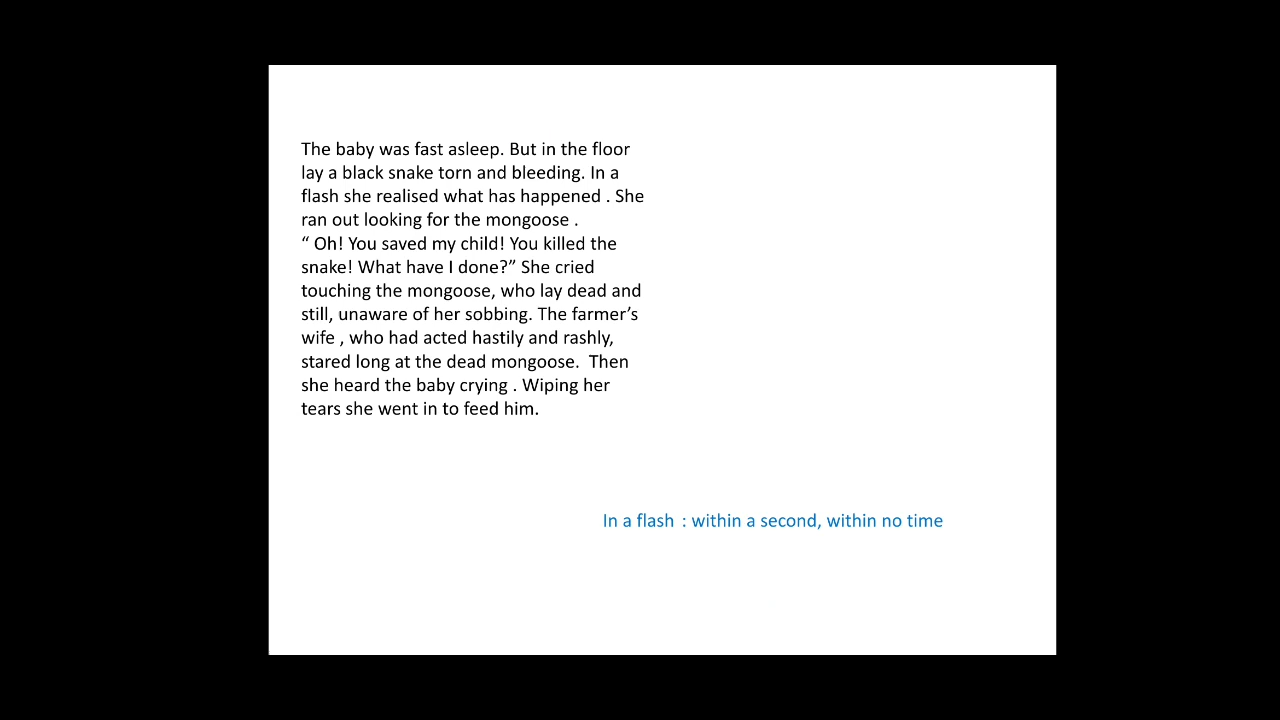 The baby was fast asleep. But in the floor
lay a black snake torn and bleeding. In a
flash she realised what has happened . She
ran out looking for the mongoose .
“ Oh! You saved my child! You killed the
snake! What have I done?” She cried
touching the mongoose, who lay dead and
still, unaware of her sobbing. The farmer’s
wife , who had acted hastily and rashly,
stared long at the dead mongoose.  Then
she heard the baby crying . Wiping her
tears she went in to feed him.
In a flash : within a second, within no time